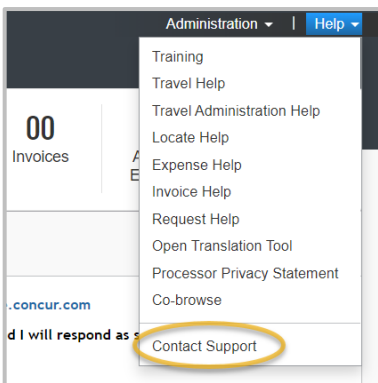 Administration | Help
Training
Travel Help
Travel Administration Help
Locate Help
Expense Help
Invoice Help
Request Help
Open Translation Tool
Processor Privacy Statement
Co-browse
Contact Support
00
Invoices
.concur.com
d I will respond as s